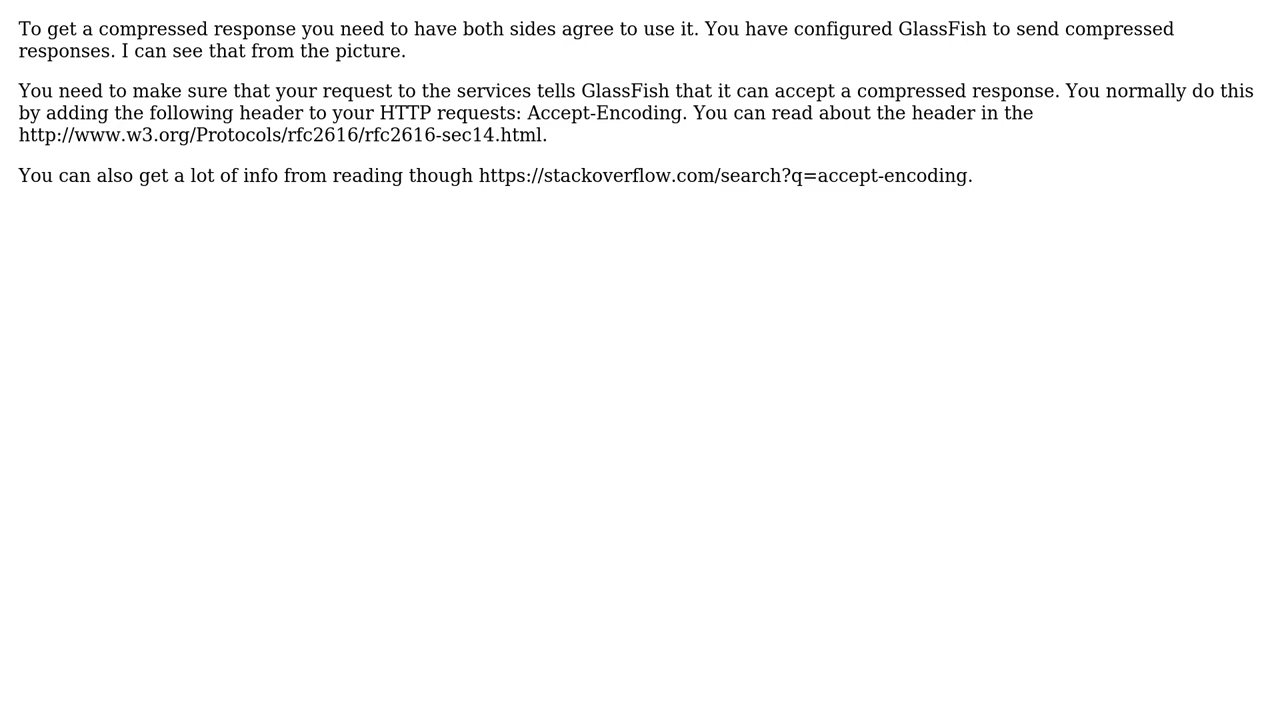 To get a compressed response you need to have both sides agree to use it. You have configured GlassFish to send compressed
responses. I can see that from the picture.
You need to make sure that your request to the services tells GlassFish that it can accept a compressed response. You normally do this
by adding the following header to your HTTP requests: Accept-Encoding. You can read about the header in the
http://www.w3.org/Protocols/rfc2616/rfc2616-sec14.html.
You can also get a lot of info from reading though https://stackoverflow.com/search?q=accept-encoding.